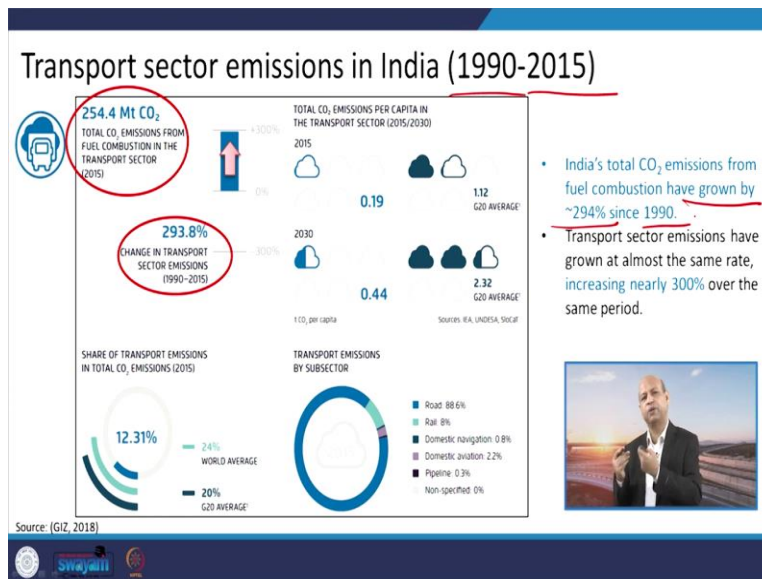 Transport sector emissions in India (1990-2015)
254.4 Mt CO₂
TOTAL CO₂ EMISSIONS FROM
FUEL COMBUSTION IN THE
TRANSPORT SECTOR
(2015)
+300%
0%
-300%
293.8%
CHANGE IN TRANSPORT
SECTOR EMISSIONS
(1990–2015)
TOTAL CO₂ EMISSIONS PER CAPITA IN
THE TRANSPORT SECTOR (2015/2030)
2015
0.19
1.12
G20 AVERAGE¹
2030
0.44
2.32
G20 AVERAGE¹
t CO₂ per capita
Sources: IEA, UNDESA, SloCaT
SHARE OF TRANSPORT EMISSIONS
IN TOTAL CO₂ EMISSIONS (2015)
12.31%
24%
WORLD AVERAGE
20%
G20 AVERAGE¹
TRANSPORT EMISSIONS
BY SUBSECTOR
Road: 88.6%
Rail: 8%
Domestic navigation: 0.8%
Domestic aviation: 2.2%
Pipeline: 0.3%
Non-specified: 0%
• India's total CO₂ emissions from
fuel combustion have grown by
~294% since 1990.
• Transport sector emissions have
grown at almost the same rate,
increasing nearly 300% over the
same period.
Source: (GIZ, 2018)
swayam